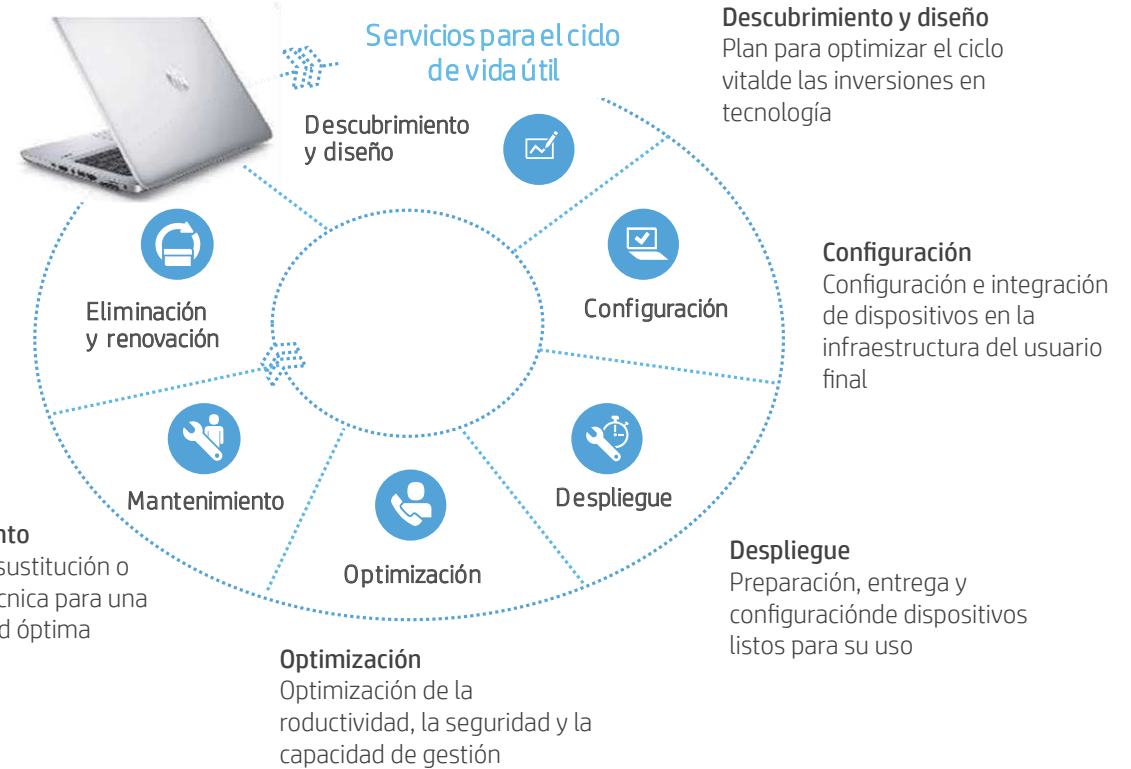 Servicios para el ciclo
de vida útil
Descubrimiento
y diseño
Configuración
Despliegue
Optimización
Mantenimiento
Eliminación
y renovación
Descubrimiento y diseño
Plan para optimizar el ciclo
vitalde las inversiones en
tecnología
Configuración
Configuración e integración
de dispositivos en la
infraestructura del usuario
final
Despliegue
Preparación, entrega y
configuraciónde dispositivos
listos para su uso
Optimización
Optimización de la
roductividad, la seguridad y la
capacidad de gestión
nto
sustitución o
cnica para una
d óptima